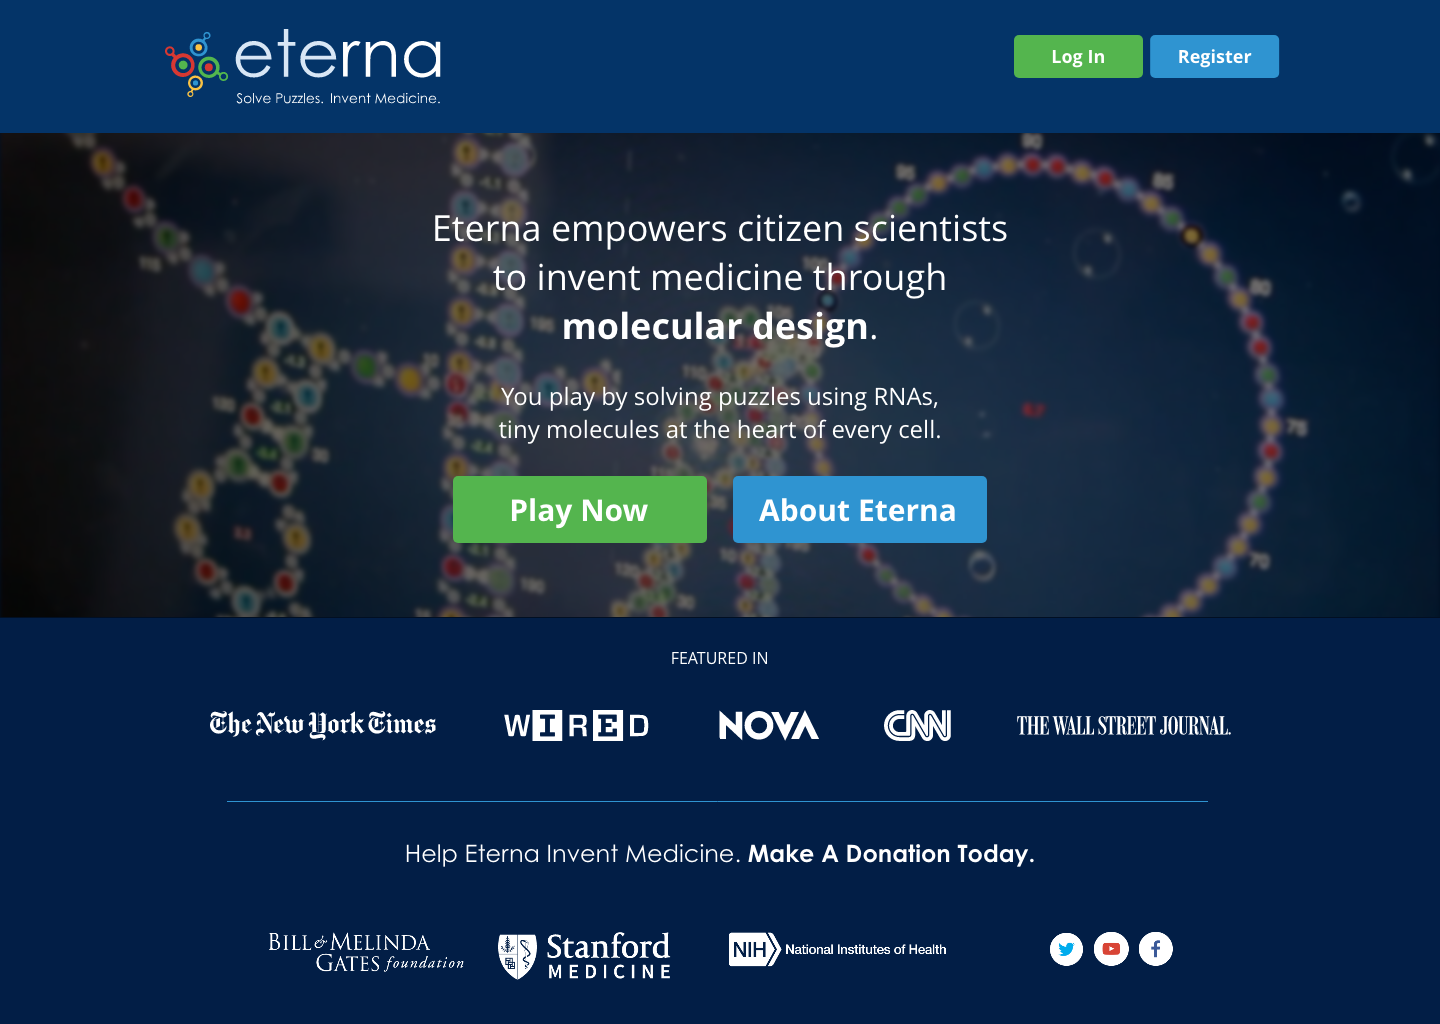 eterna
Solve Puzzles. Invent Medicine.
Log In
Register
Eterna empowers citizen scientists
to invent medicine through
molecular design.
You play by solving puzzles using RNAs,
tiny molecules at the heart of every cell.
Play Now
About Eterna
FEATURED IN
The New York Times
WIRED
NOVA
CNN
THE WALL STREET JOURNAL.
Help Eterna Invent Medicine. Make A Donation Today.
BILL & MELINDA
GATES foundation
Stanford
MEDICINE
NIH
National Institutes of Health